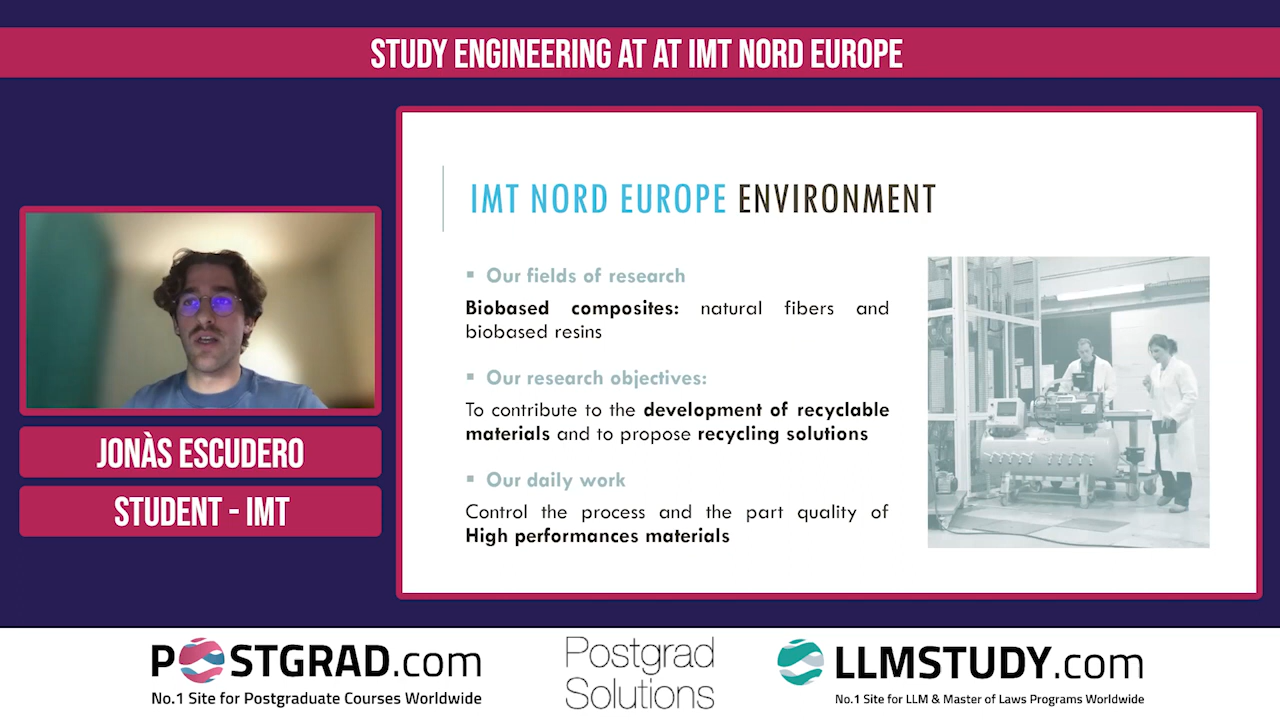 STUDY ENGINEERING AT AT IMT NORD EUROPE
IMT NORD EUROPE ENVIRONMENT
▪ Our fields of research
Biobased composites: natural fibers and
biobased resins
▪ Our research objectives:
To contribute to the development of recyclable
materials and to propose recycling solutions
▪ Our daily work
Control the process and the part quality of
High performances materials
JONÀS ESCUDERO
STUDENT - IMT
POSTGRAD.com
No.1 Site for Postgraduate Courses Worldwide
Postgrad
Solutions
LLMSTUDY.com
No.1 Site for LLM & Master of Laws Programs Worldwide